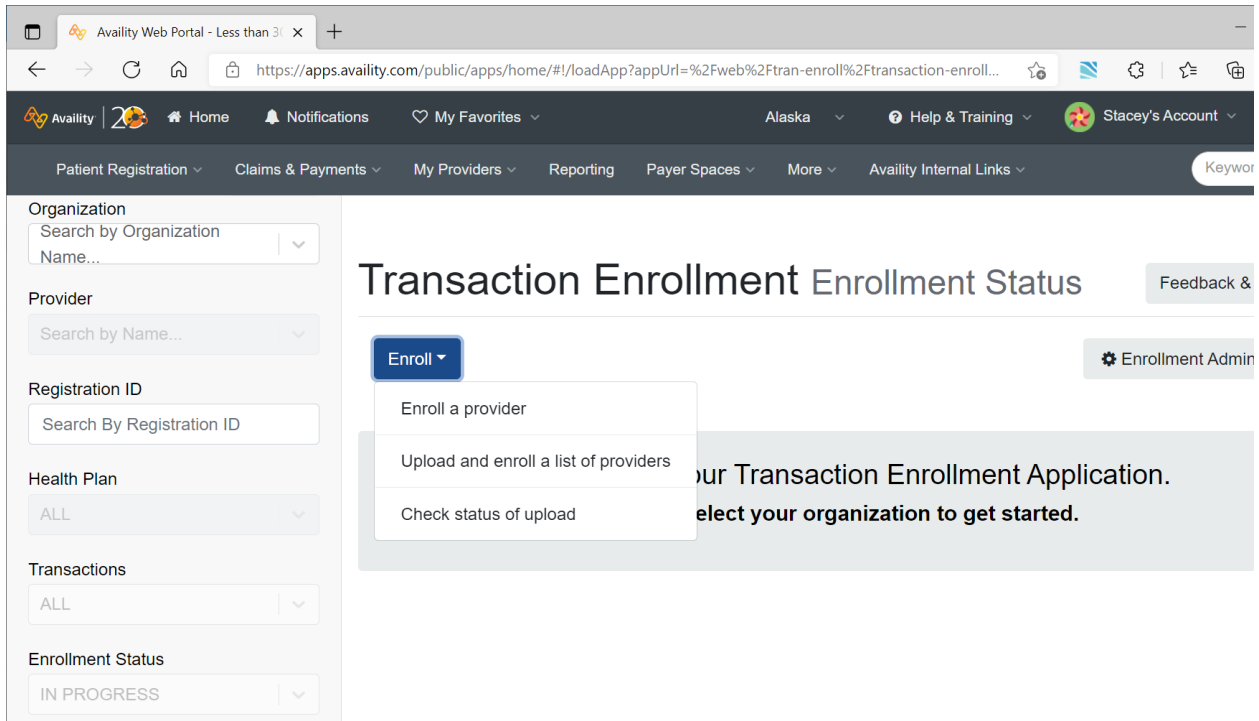 Availity Web Portal - Less than 30
https://apps.availity.com/public/apps/home/#!/loadApp?appUrl=%2Fweb%2Ftran-enroll%2Ftransaction-enroll...
Availity 20 Home Notifications My Favorites Alaska Help & Training Stacey's Account
Patient Registration Claims & Payments My Providers Reporting Payer Spaces More Availity Internal Links Keywor
Organization
Search by Organization
Name...
Transaction Enrollment Enrollment Status Feedback &
Provider
Search by Name...
Enroll Enrollment Admin
Registration ID
Search By Registration ID
Enroll a provider
Upload and enroll a list of providers
Check status of upload
our Transaction Enrollment Application.
elect your organization to get started.
Health Plan
ALL
Transactions
ALL
Enrollment Status
IN PROGRESS